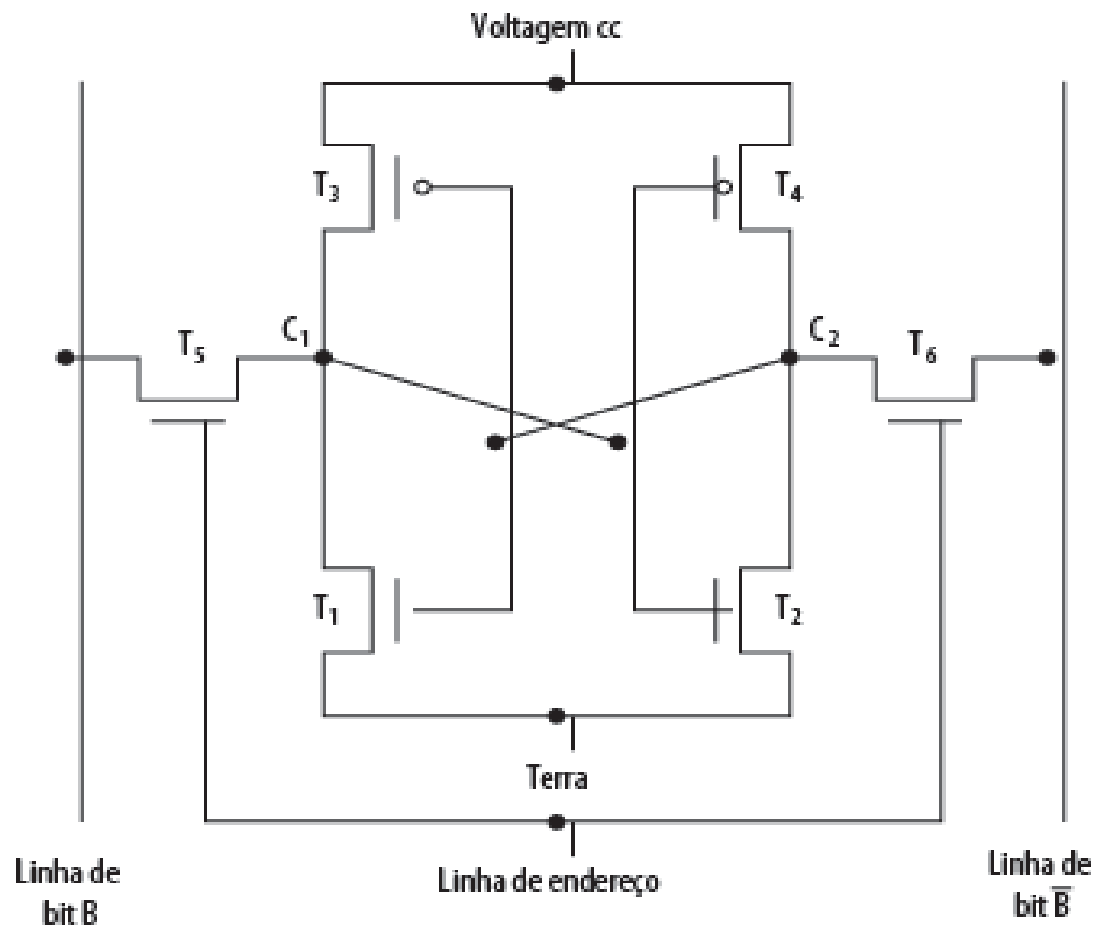 Voltagem cc
T3
T4
T5
C1
C2
T6
T1
T2
Terra
Linha de
bit B
Linha de endereço
Linha de
bit B̅